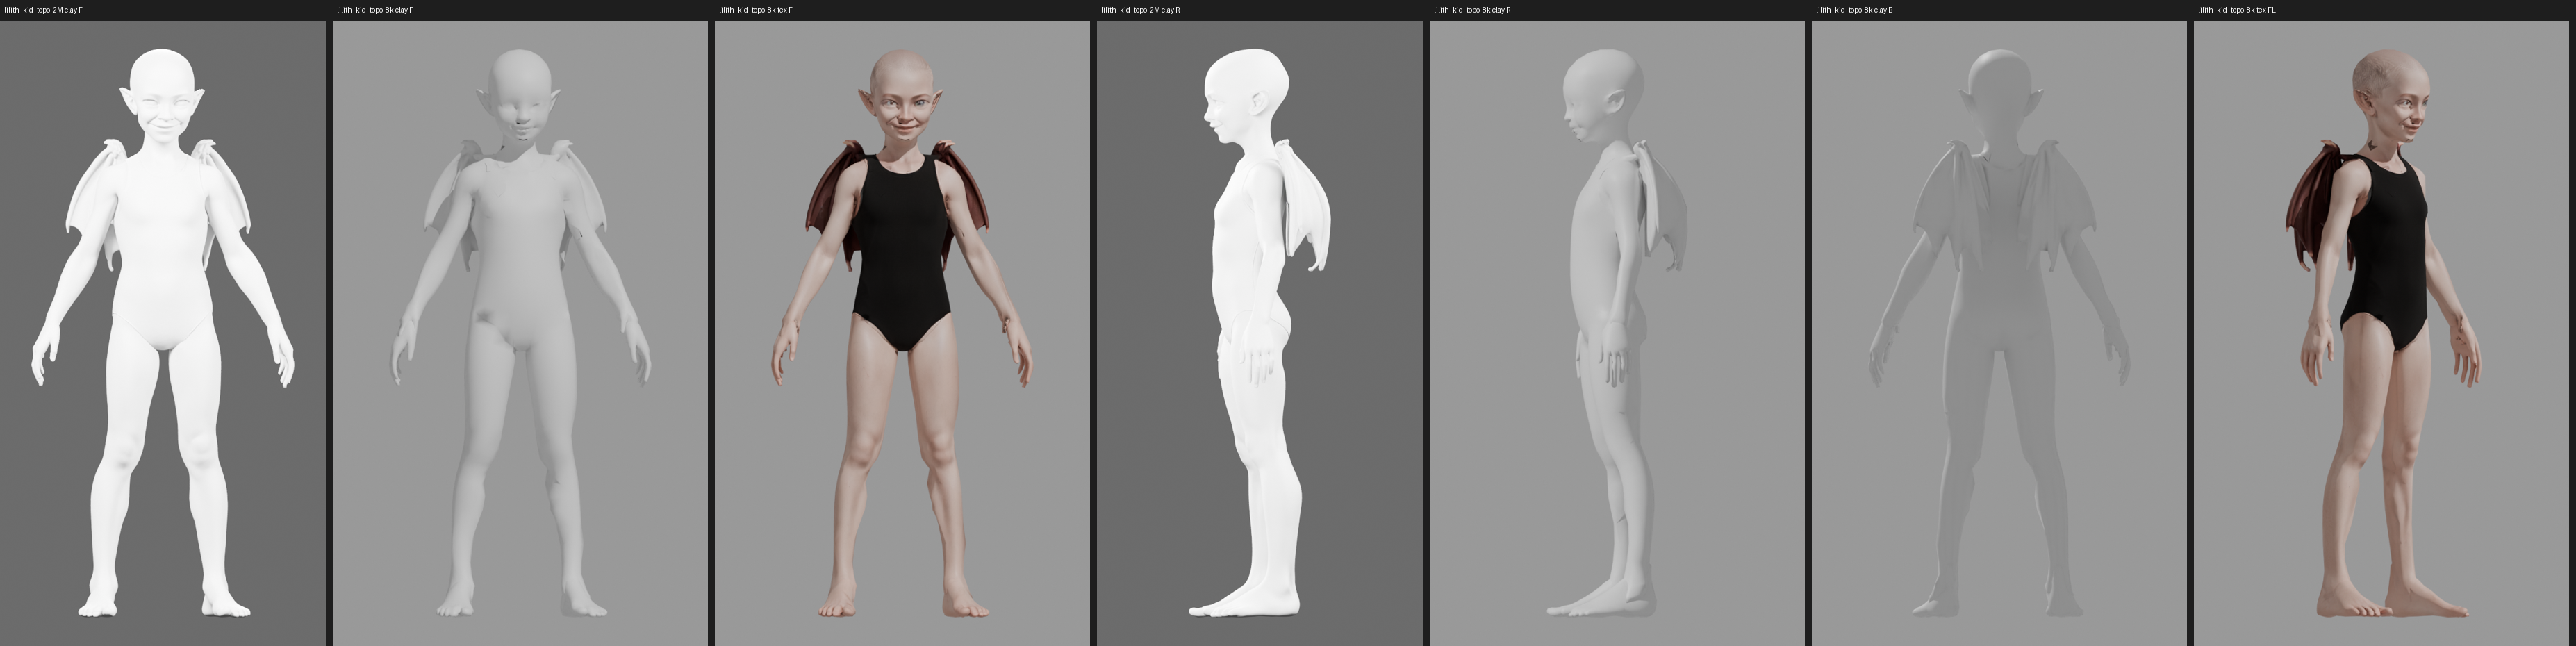 lilith_kid_topo 2M clay F
lilith_kid_topo 8k clay F
lilith_kid_topo 8k tex F
lilith_kid_topo 2M clay R
lilith_kid_topo 8k clay R
lilith_kid_topo 8k clay B
lilith_kid_topo 8k tex FL